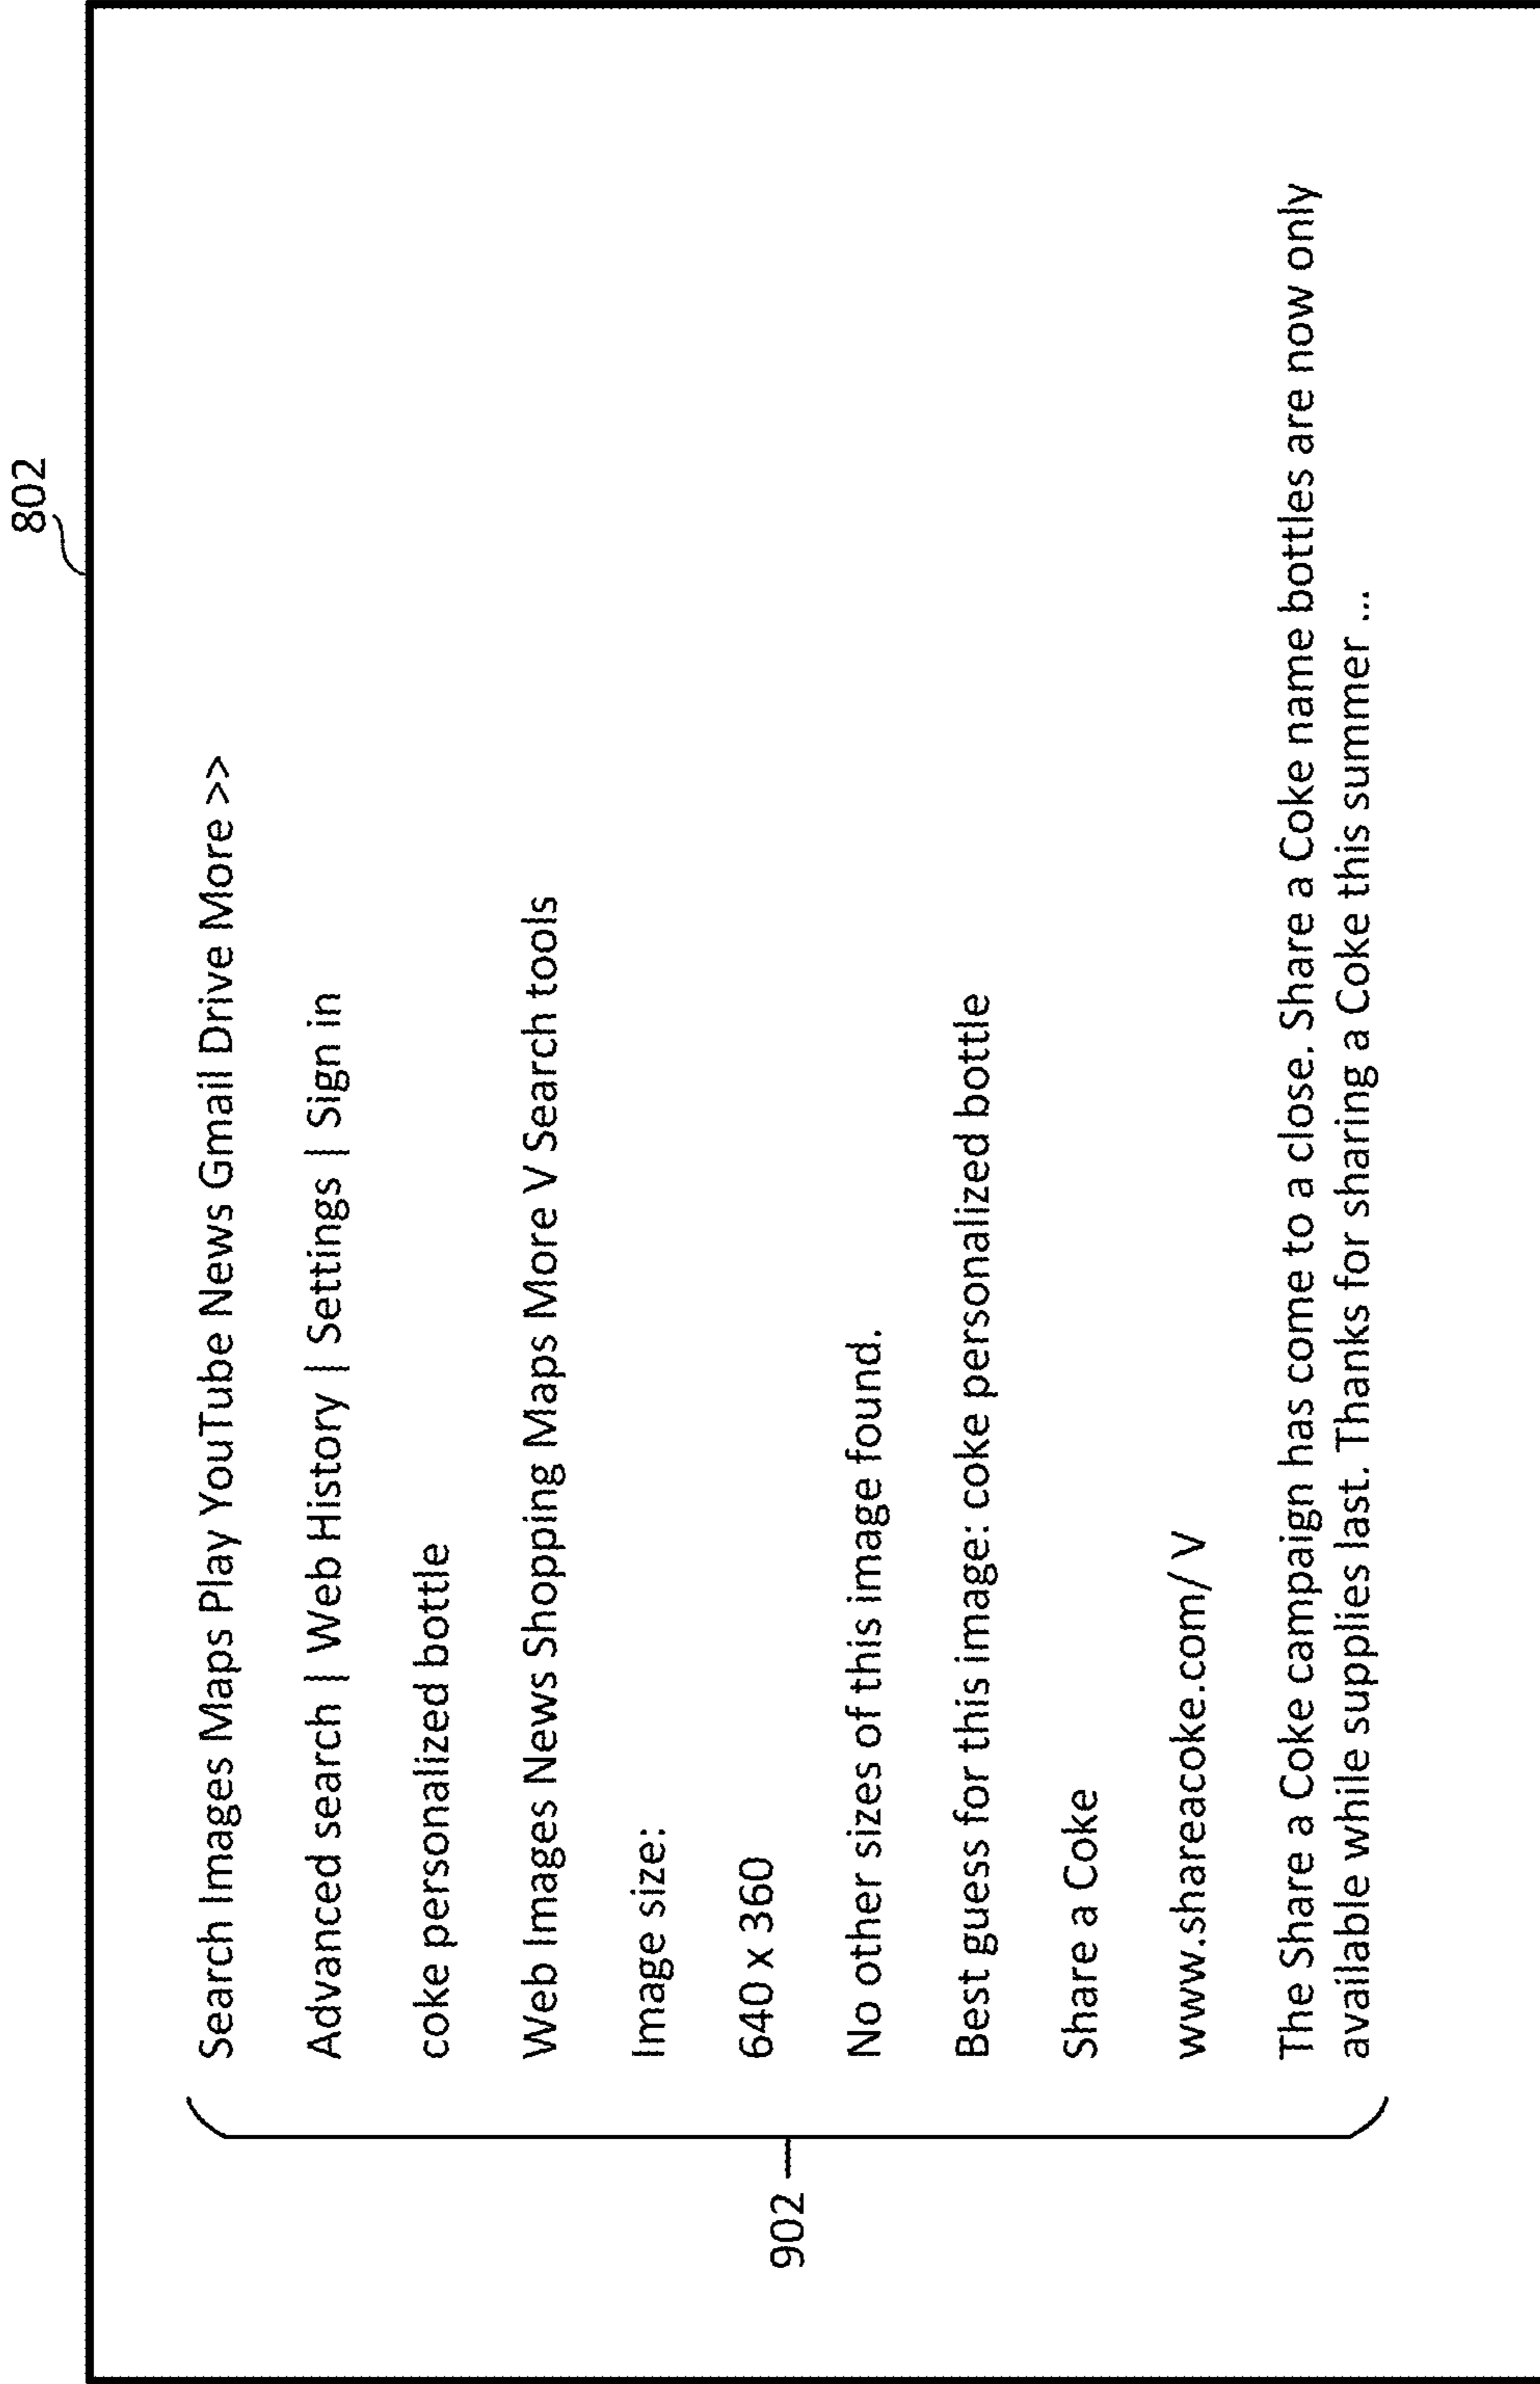 802
Search Images Maps Play YouTube News Gmail Drive More >>
Advanced search | Web History | Settings | Sign in
coke personalized bottle
Web Images News Shopping Maps More V Search tools
Image size:
640 x 360
No other sizes of this image found.
Best guess for this image: coke personalized bottle
Share a Coke
www.shareacoke.com/ V
The Share a Coke campaign has come to a close. Share a Coke name bottles are now only
available while supplies last. Thanks for sharing a Coke this summer ...
902